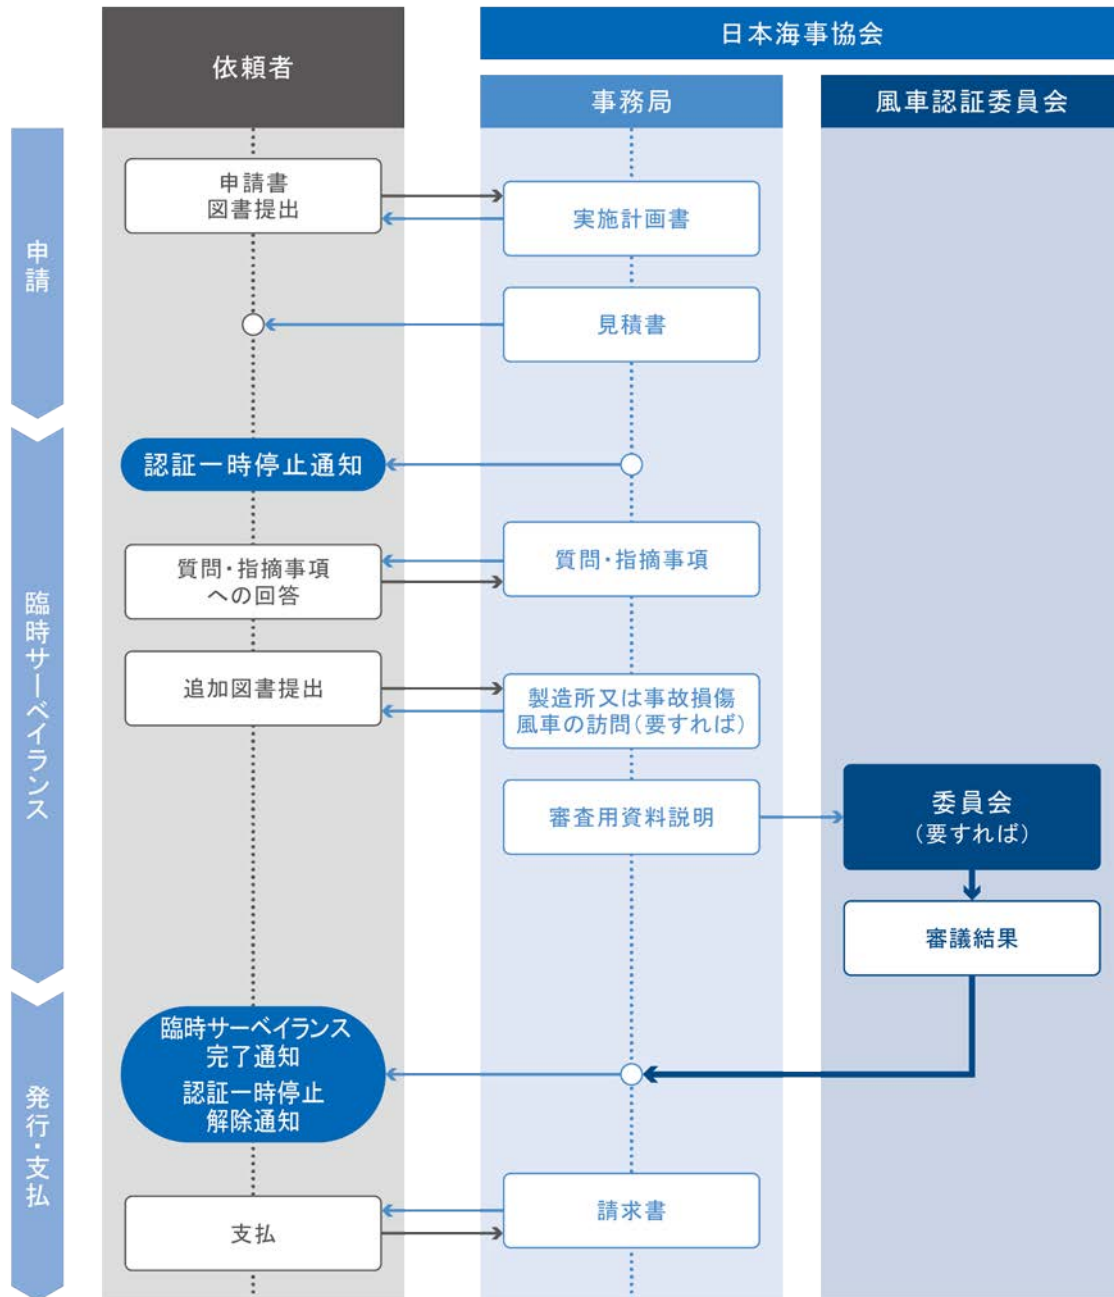 日本海事協会
依頼者
事務局
風車認証委員会
申請
申請書
図書提出
実施計画書
見積書
臨時サーベイランス
認証一時停止通知
質問・指摘事項
質問・指摘事項
への回答
追加図書提出
製造所又は事故損傷
風車の訪問(要すれば)
審査用資料説明
委員会
(要すれば)
審議結果
発行・支払
臨時サーベイランス
完了通知
認証一時停止
解除通知
請求書
支払